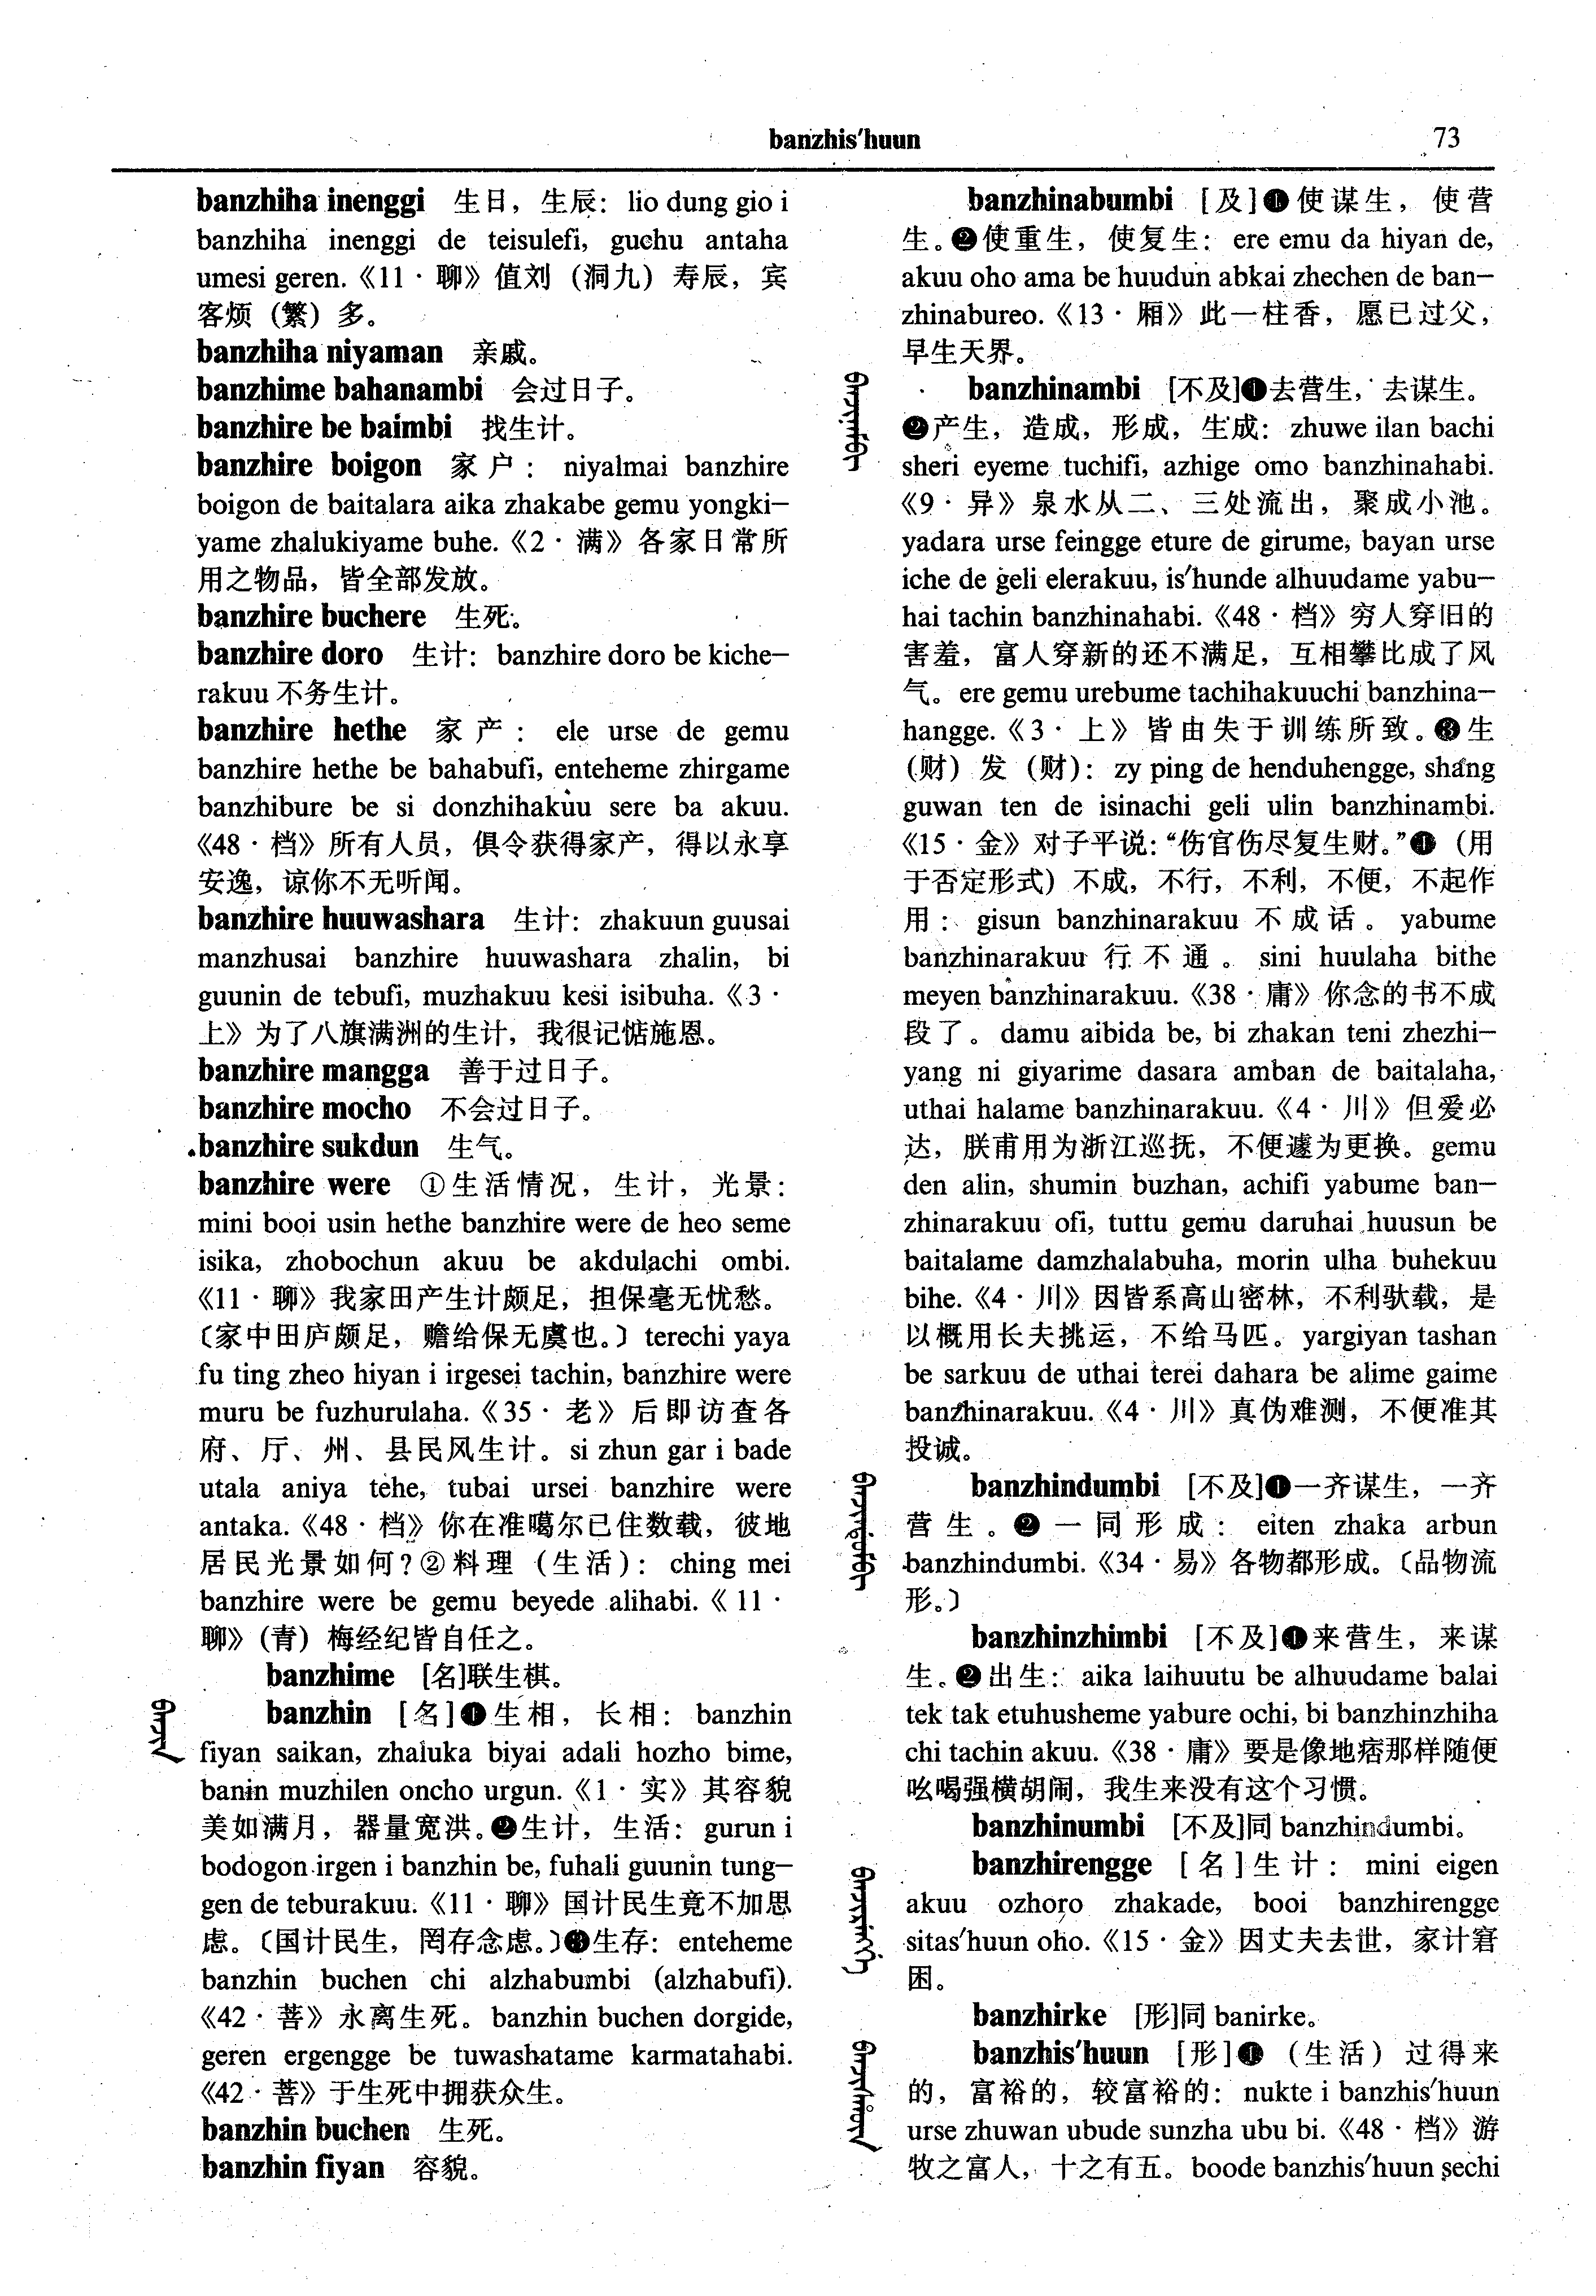 banzhis'huun
73
banzhiha inenggi 生日，生辰：lio dung gio i
banzhiha inenggi de teisulefi, guchu antaha
umesi geren.《11·聊》值刘（洞九）寿辰，宾
客烦（繁）多。
banzhiha niyaman 亲戚。
banzhime bahanambi 会过日子。
banzhire be baimbi 找生计。
banzhire boigon 家户：niyalmai banzhire
boigon de baitalara aika zhakabe gemu yongki—
yame zhalukiyame buhe.《2·满》各家日常所
用之物品，皆全部发放。
banzhire buchere 生死。
banzhire doro 生计：banzhire doro be kiche—
rakuu 不务生计。
banzhire hethe 家产：ele urse de gemu
banzhire hethe be bahabufi, enteheme zhirgame
banzhibure be si donzhihakuu sere ba akuu.
《48·档》所有人员，俱令获得家产，得以永享
安逸，谅你不无听闻。
banzhire huuwashara 生计：zhakuun guusai
manzhusai banzhire huuwashara zhalin, bi
guunin de tebufi, muzhakuu kesi isibuha.《3·
上》为了八旗满洲的生计，我很记惦施恩。
banzhire mangga 善于过日子。
banzhire mocho 不会过日子。
banzhire sukdun 生气。
banzhire were ①生活情况，生计，光景：
mini booi usin hethe banzhire were de heo seme
isika, zhobochun akuu be akdulachi ombi.
《11·聊》我家田产生计颇足，担保毫无忧愁。
〔家中田庐颇足，赡给保无虞也。〕terechi yaya
fu ting zheo hiyan i irgesei tachin, banzhire were
muru be fuzhurulaha.《35·老》后即访查各
府、厅、州、县民风生计。si zhun gar i bade
utala aniya tehe, tubai ursei banzhire were
antaka.《48·档》你在准噶尔已住数载，彼地
居民光景如何？②料理（生活）：ching mei
banzhire were be gemu beyede alihabi.《11·
聊》（青）梅经纪皆自任之。
banzhime [名]联生棋。
banzhin [名]❶生相，长相：banzhin
fiyan saikan, zhaluka biyai adali hozho bime,
banin muzhilen oncho urgun.《1·实》其容貌
美如满月，器量宽洪。❷生计，生活：gurun i
bodogon irgen i banzhin be, fuhali guunin tung—
gen de teburakuu.《11·聊》国计民生竟不加思
虑。〔国计民生，罔存念虑。〕❸生存：enteheme
banzhin buchen chi alzhabumbi (alzhabufi).
《42·菩》永离生死。banzhin buchen dorgide,
geren ergengge be tuwashatame karmatahabi.
《42·菩》于生死中拥获众生。
banzhin buchen 生死。
banzhin fiyan 容貌。
banzhinabumbi [及]❶使谋生，使营
生。❷使重生，使复生：ere emu da hiyan de,
akuu oho ama be huudun abkai zhechen de ban—
zhinabureo.《13·厢》此一柱香，愿已过父，
早生天界。
banzhinambi [不及]❶去营生，去谋生。
❷产生，造成，形成，生成：zhuwe ilan bachi
sheri eyeme tuchifi, azhige omo banzhinahabi.
《9·异》泉水从二、三处流出，聚成小池。
yadara urse feingge eture de girume, bayan urse
iche de geli elerakuu, is'hunde alhuudame yabu—
hai tachin banzhinahabi.《48·档》穷人穿旧的
害羞，富人穿新的还不满足，互相攀比成了风
气。ere gemu urebume tachihakuuchi banzhina—
hangge.《3·上》皆由失于训练所致。❸生
（财）发（财）：zy ping de henduhengge, shang
guwan ten de isinachi geli ulin banzhinambi.
《15·金》对子平说：“伤官伤尽复生财。”❹（用
于否定形式）不成，不行，不利，不便，不起作
用：gisun banzhinarakuu 不成话。yabume
banzhinarakuu 行不通。sini huulaha bithe
meyen banzhinarakuu.《38·庸》你念的书不成
段了。damu aibida be, bi zhakan teni zhezhi—
yang ni giyarime dasara amban de baitalaha,
uthai halame banzhinarakuu.《4·川》但爱必
达，朕甫用为浙江巡抚，不便遽为更换。gemu
den alin, shumin buzhan, achifi yabume ban—
zhinarakuu ofi, tuttu gemu daruhai huusun be
baitalame damzhalabuha, morin ulha buhekuu
bihe.《4·川》因皆系高山密林，不利驮载，是
以概用长夫挑运，不给马匹。yargiyan tashan
be sarkuu de uthai terei dahara be alime gaime
banzhinarakuu.《4·川》真伪难测，不便准其
投诚。
banzhindumbi [不及]❶一齐谋生，一齐
营生。❷一同形成：eiten zhaka arbun
banzhindumbi.《34·易》各物都形成。〔品物流
形。〕
banzhinzhimbi [不及]❶来营生，来谋
生。❷出生：aika laihuutu be alhuudame balai
tek tak etuhusheme yabure ochi, bi banzhinzhiha
chi tachin akuu.《38·庸》要是像地痞那样随便
吆喝强横胡闹，我生来没有这个习惯。
banzhinumbi [不及]同 banzhindumbi。
banzhirengge [名]生计：mini eigen
akuu ozhoro zhakade, booi banzhirengge
sitas'huun oho.《15·金》因丈夫去世，家计窘
困。
banzhirke [形]同 banirke。
banzhis'huun [形]❶（生活）过得来
的，富裕的，较富裕的：nukte i banzhis'huun
urse zhuwan ubude sunzha ubu bi.《48·档》游
牧之富人，十之有五。boode banzhis'huun sechi